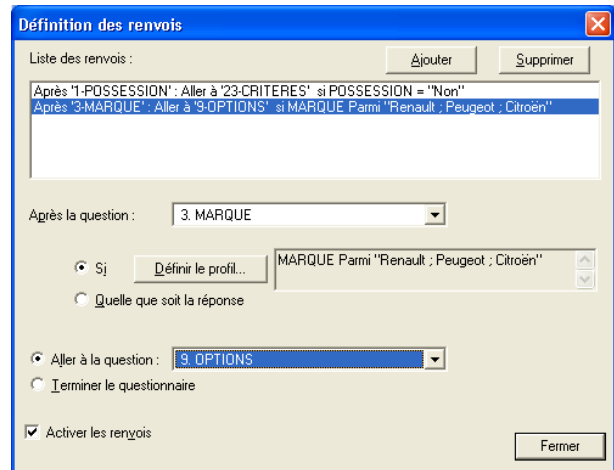 Définition des renvois
Liste des renvois :
Ajouter
Supprimer
Après '1-POSSESSION' : Aller à '23-CRITERES' si POSSESSION = "Non"
Après '3-MARQUE' : Aller à '9-OPTIONS' si MARQUE Parmi "Renault ; Peugeot ; Citroën"
Après la question :
3. MARQUE
Si
Définir le profil...
MARQUE Parmi "Renault ; Peugeot ; Citroën"
Quelle que soit la réponse
Aller à la question :
9. OPTIONS
Terminer le questionnaire
Activer les renvois
Fermer